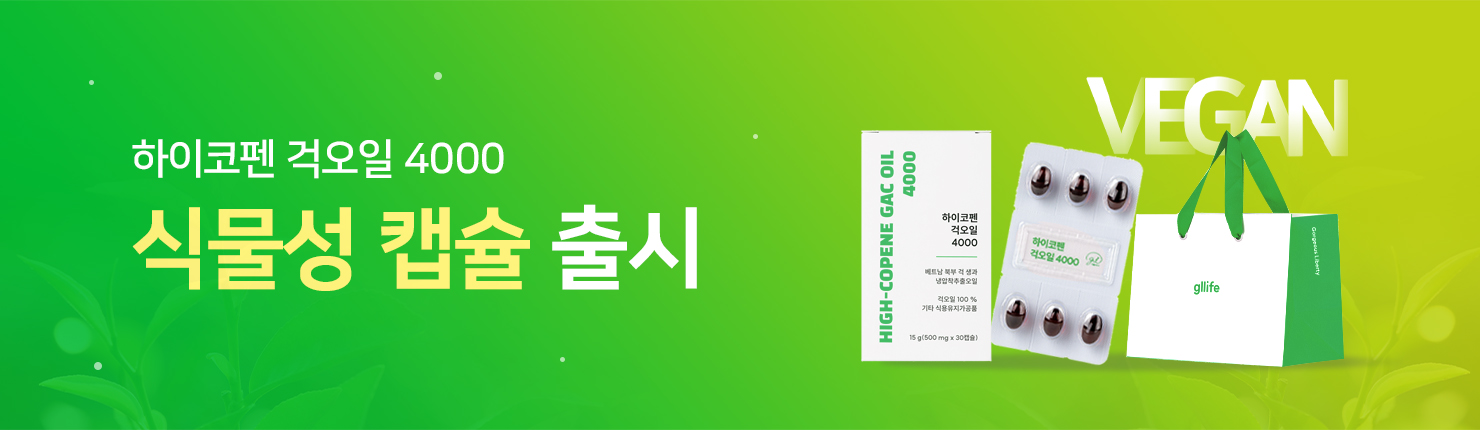 하이코펜 걱오일 4000
식물성 캡슐 출시
VEGAN
HIGH-COPENE GAC OIL
4000
하이코펜
걱오일
4000
베트남 북부 걱 생과
냉압착추출오일
걱오일 100 %
기타 식용유지가공품
15 g(500 mg x 30캡슐)
하이코펜
걱오일 4000
gl
gllife
Gorgeous Liberty